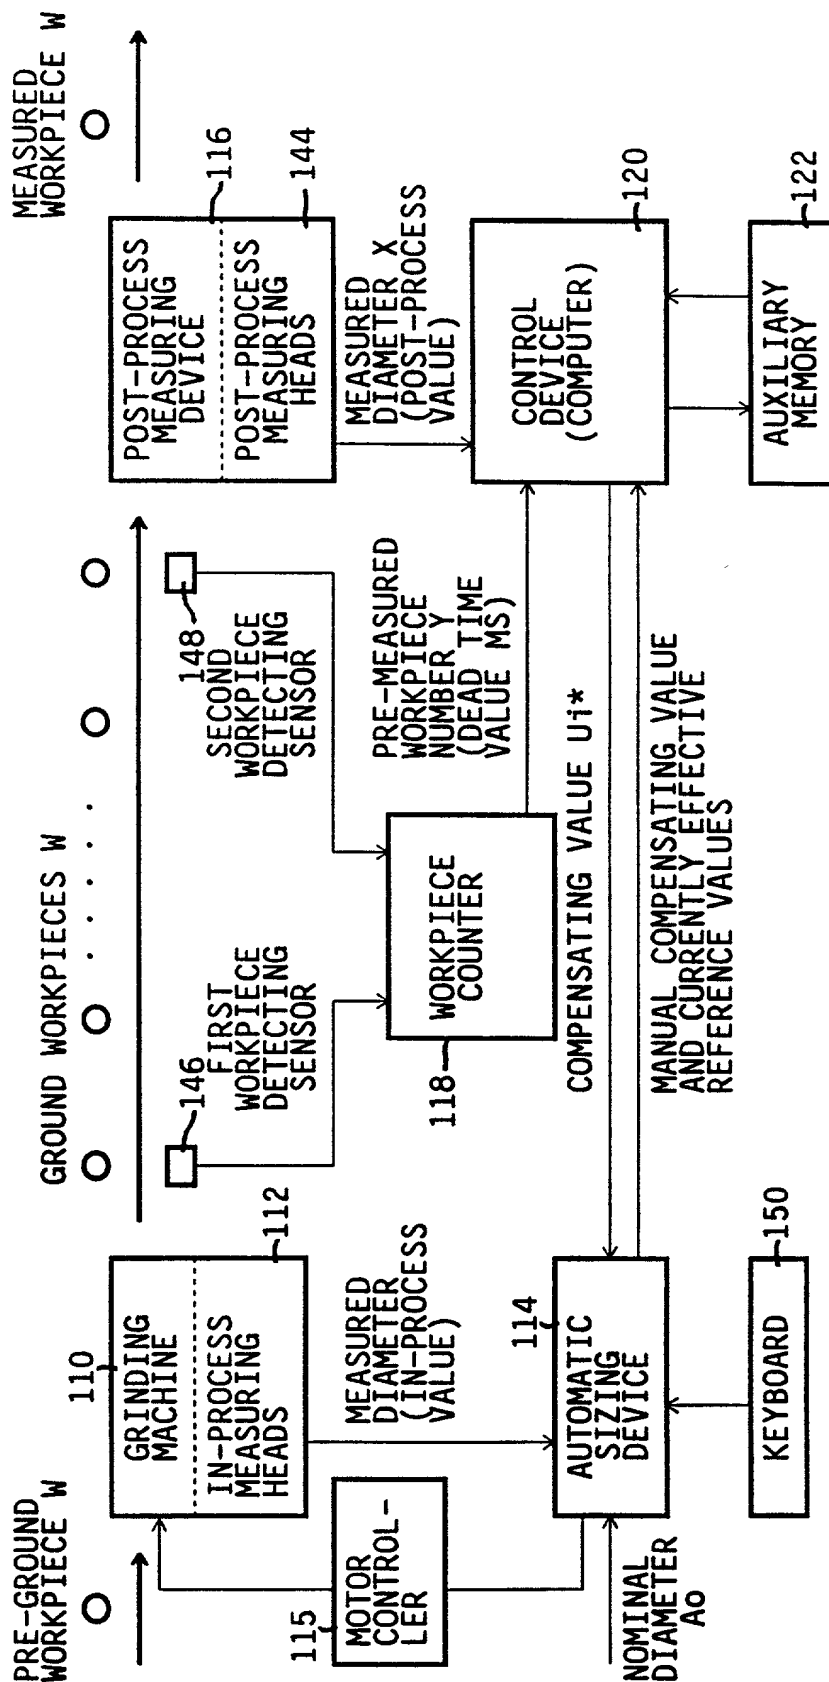 PRE-GROUND
WORKPIECE W
GROUND WORKPIECES W
MEASURED
WORKPIECE W
110
GRINDING
MACHINE
IN-PROCESS
MEASURING
HEADS
112
146
FIRST
WORKPIECE
DETECTING
SENSOR
148
SECOND
WORKPIECE
DETECTING
SENSOR
POST-PROCESS
MEASURING
DEVICE
116
POST-PROCESS
MEASURING
HEADS
144
115
MOTOR
CONTROL-
LER
MEASURED
DIAMETER
(IN-PROCESS
VALUE)
118
WORKPIECE
COUNTER
PRE-MEASURED
WORKPIECE
NUMBER Y
(DEAD TIME
VALUE MS)
MEASURED
DIAMETER X
(POST-PROCESS
VALUE)
NOMINAL
DIAMETER
Ao
114
AUTOMATIC
SIZING
DEVICE
COMPENSATING VALUE Ui*
MANUAL COMPENSATING VALUE
AND CURRENTLY EFFECTIVE
REFERENCE VALUES
CONTROL
DEVICE
(COMPUTER)
120
KEYBOARD
150
AUXILIARY
MEMORY
122